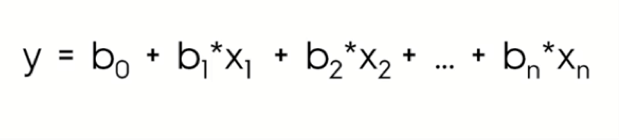 y = b₀ + b₁*x₁ + b₂*x₂ + ... + bₙ*xₙ